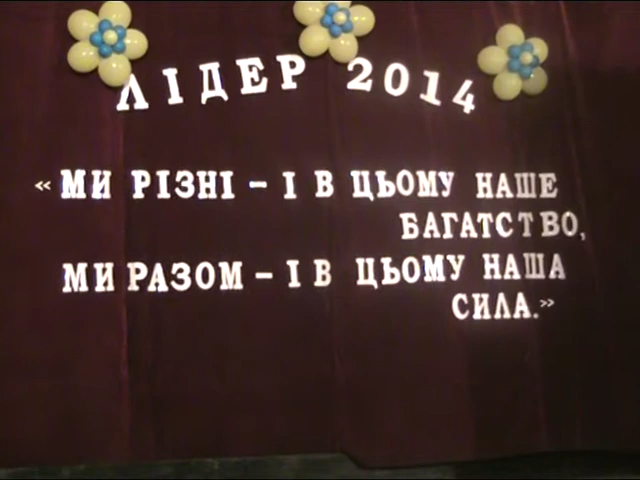 ЛІДЕР 2014
«МИ РІЗНІ – І В ЦЬОМУ НАШЕ
БАГАТСТВО,
МИ РАЗОМ – І В ЦЬОМУ НАША
СИЛА.»